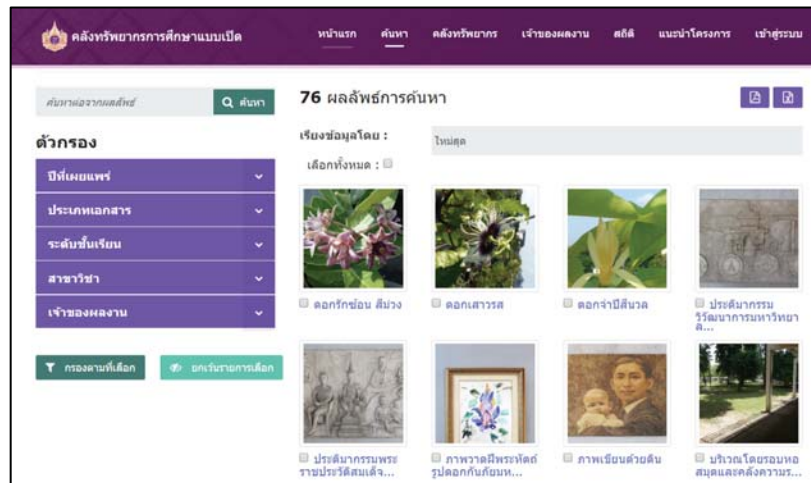 คลังทรัพยากรการศึกษาแบบเปิด
หน้าแรก ค้นหา คลังทรัพยากร เจ้าของผลงาน สถิติ แนะนำโครงการ เข้าสู่ระบบ
ค้นหาต่อจากผลลัพธ์
ค้นหา
76 ผลลัพธ์การค้นหา
ตัวกรอง
เรียงข้อมูลโดย :
ใหม่สุด
เลือกทั้งหมด :
ปีที่เผยแพร่
ประเภทเอกสาร
ระดับชั้นเรียน
สาขาวิชา
เจ้าของผลงาน
กรองตามที่เลือก
ยกเว้นรายการเลือก
ดอกรักซ้อน สีม่วง
ดอกเสาวรส
ดอกจำปีสีนวล
ประติมากรรม
วิวัฒนาการมหาวิทยา
ล...
ประติมากรรมพระ
ราชประวัติสมเด็จ...
ภาพวาดฝีพระหัตถ์
รูปดอกกันภัยมห...
ภาพเขียนด้วยดิน
บริเวณโดยรอบหอ
สมุดและคลังความร...